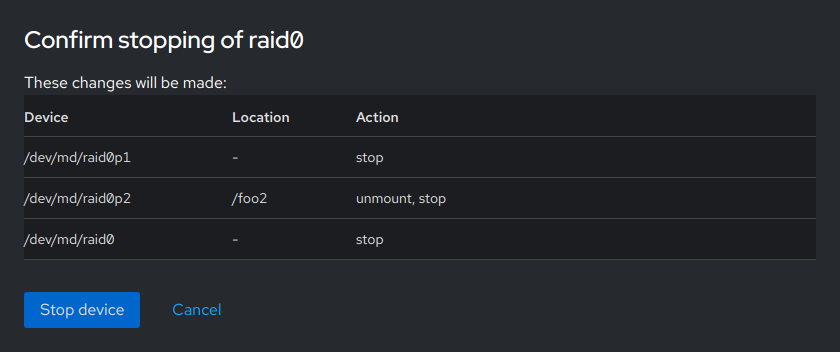 Confirm stopping of raid0
These changes will be made:
Device Location Action
/dev/md/raid0p1 - stop
/dev/md/raid0p2 /foo2 unmount, stop
/dev/md/raid0 - stop
Stop device Cancel